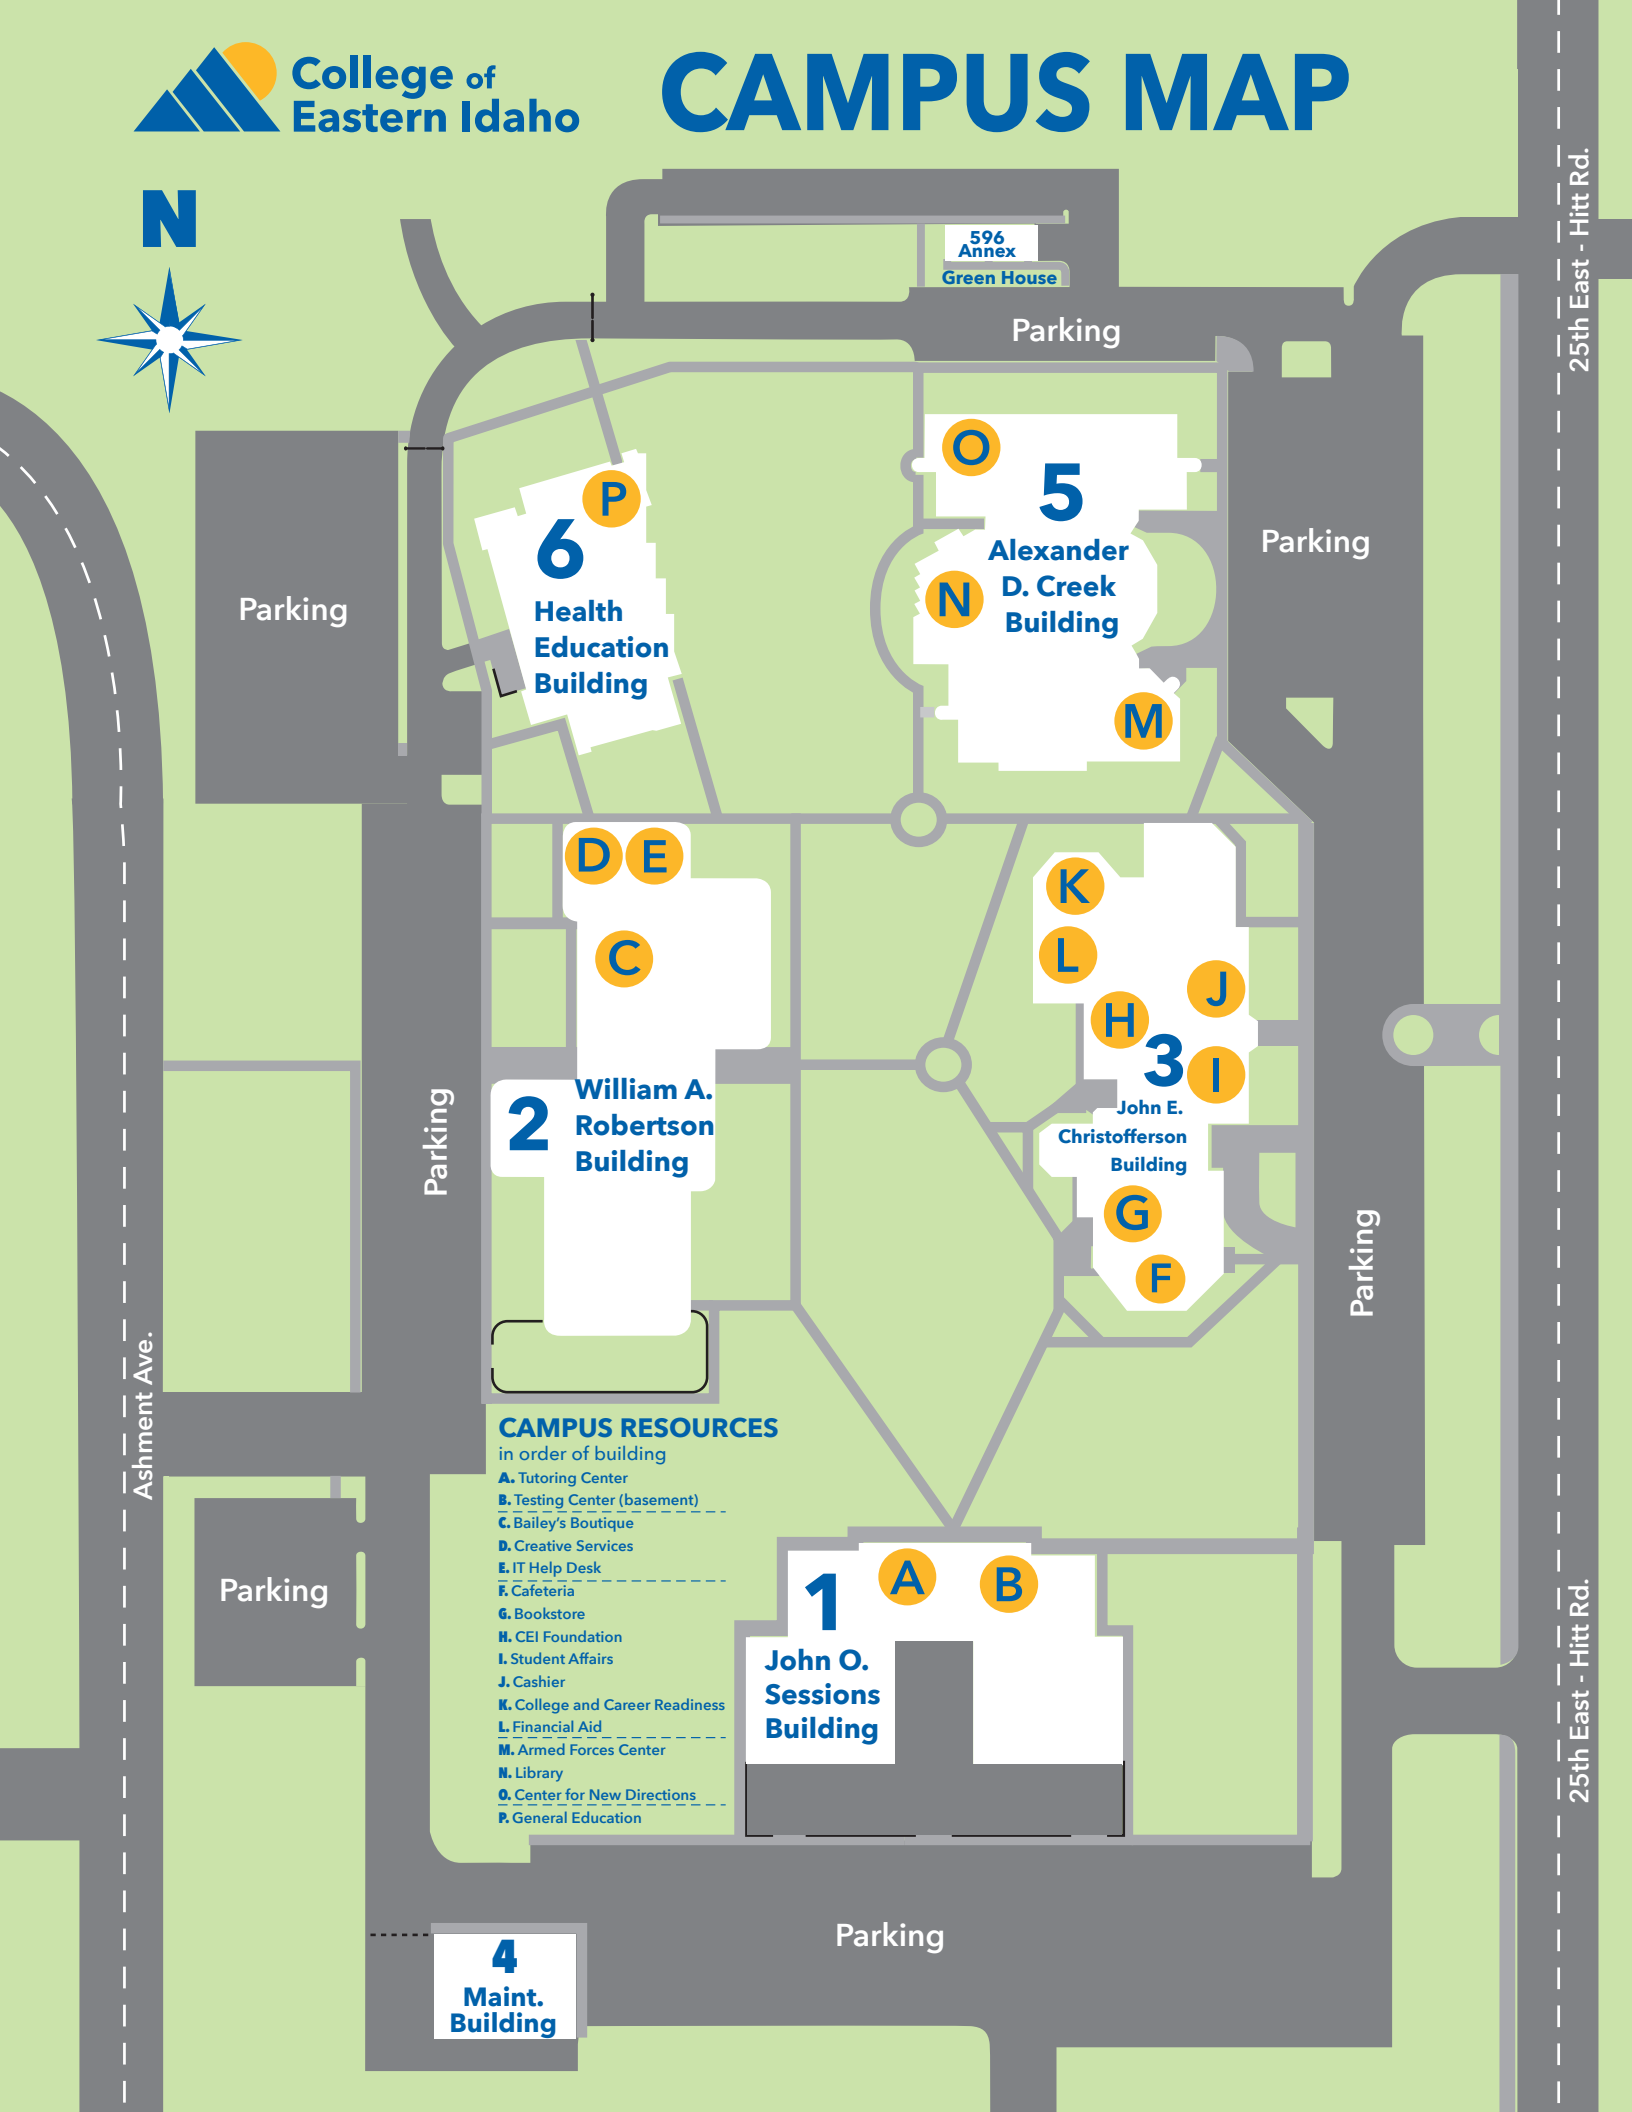 College of
Eastern Idaho
CAMPUS MAP
N
25th East - Hitt Rd.
596
Annex
Green House
Parking
O
5
Alexander
D. Creek
Building
N
M
Parking
P
6
Health
Education
Building
Parking
D
E
C
2
William A.
Robertson
Building
Parking
K
L
J
H
3
I
John E.
Christofferson
Building
G
F
Parking
Ashment Ave.
CAMPUS RESOURCES
in order of building
A. Tutoring Center
B. Testing Center (basement)
C. Bailey’s Boutique
D. Creative Services
E. IT Help Desk
F. Cafeteria
G. Bookstore
H. CEI Foundation
I. Student Affairs
J. Cashier
K. College and Career Readiness
L. Financial Aid
M. Armed Forces Center
N. Library
O. Center for New Directions
P. General Education
Parking
A
B
1
John O.
Sessions
Building
25th East - Hitt Rd.
Parking
4
Maint.
Building